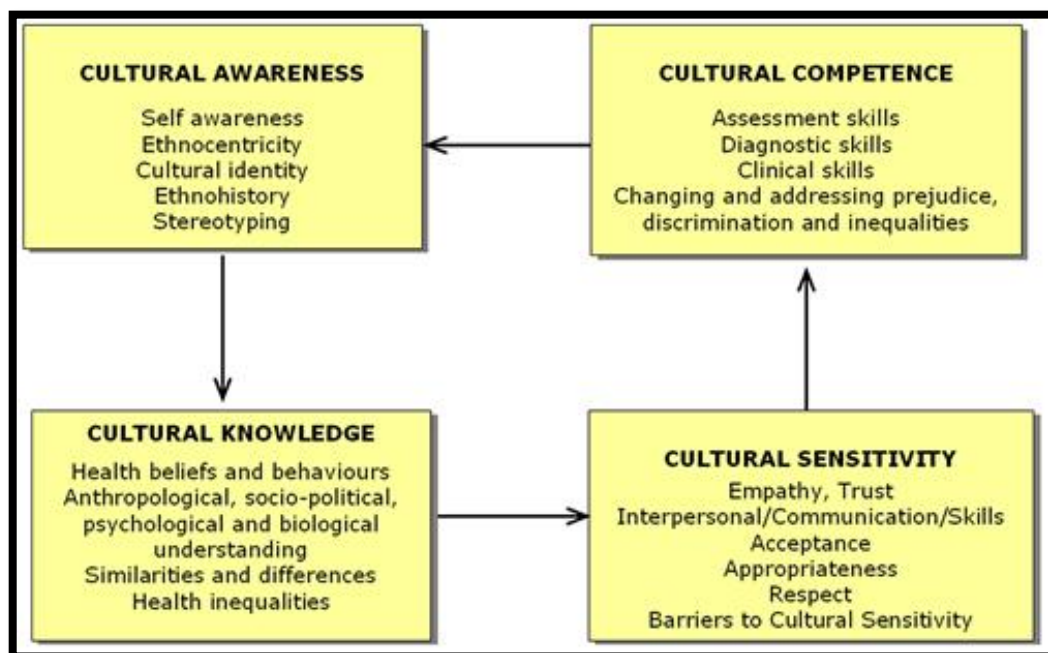 CULTURAL AWARENESS
Self awareness
Ethnocentricity
Cultural identity
Ethnohistory
Stereotyping
CULTURAL COMPETENCE
Assessment skills
Diagnostic skills
Clinical skills
Changing and addressing prejudice,
discrimination and inequalities
CULTURAL KNOWLEDGE
Health beliefs and behaviours
Anthropological, socio-political,
psychological and biological
understanding
Similarities and differences
Health inequalities
CULTURAL SENSITIVITY
Empathy, Trust
Interpersonal/Communication/Skills
Acceptance
Appropriateness
Respect
Barriers to Cultural Sensitivity